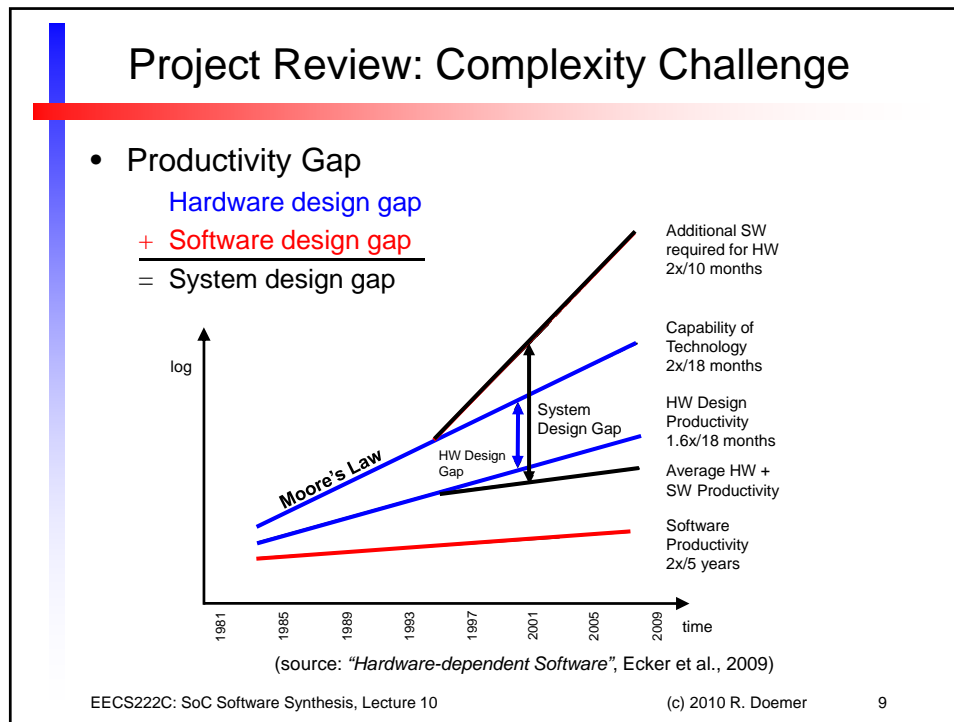 Project Review: Complexity Challenge
• Productivity Gap
Hardware design gap
+ Software design gap
= System design gap
Additional SW
required for HW
2x/10 months
Capability of
Technology
2x/18 months
HW Design
Productivity
1.6x/18 months
Average HW +
SW Productivity
Software
Productivity
2x/5 years
log
System
Design Gap
HW Design
Gap
Moore's Law
1981
1985
1989
1993
1997
2001
2005
2009
time
(source: "Hardware-dependent Software", Ecker et al., 2009)
EECS222C: SoC Software Synthesis, Lecture 10
(c) 2010 R. Doemer
9